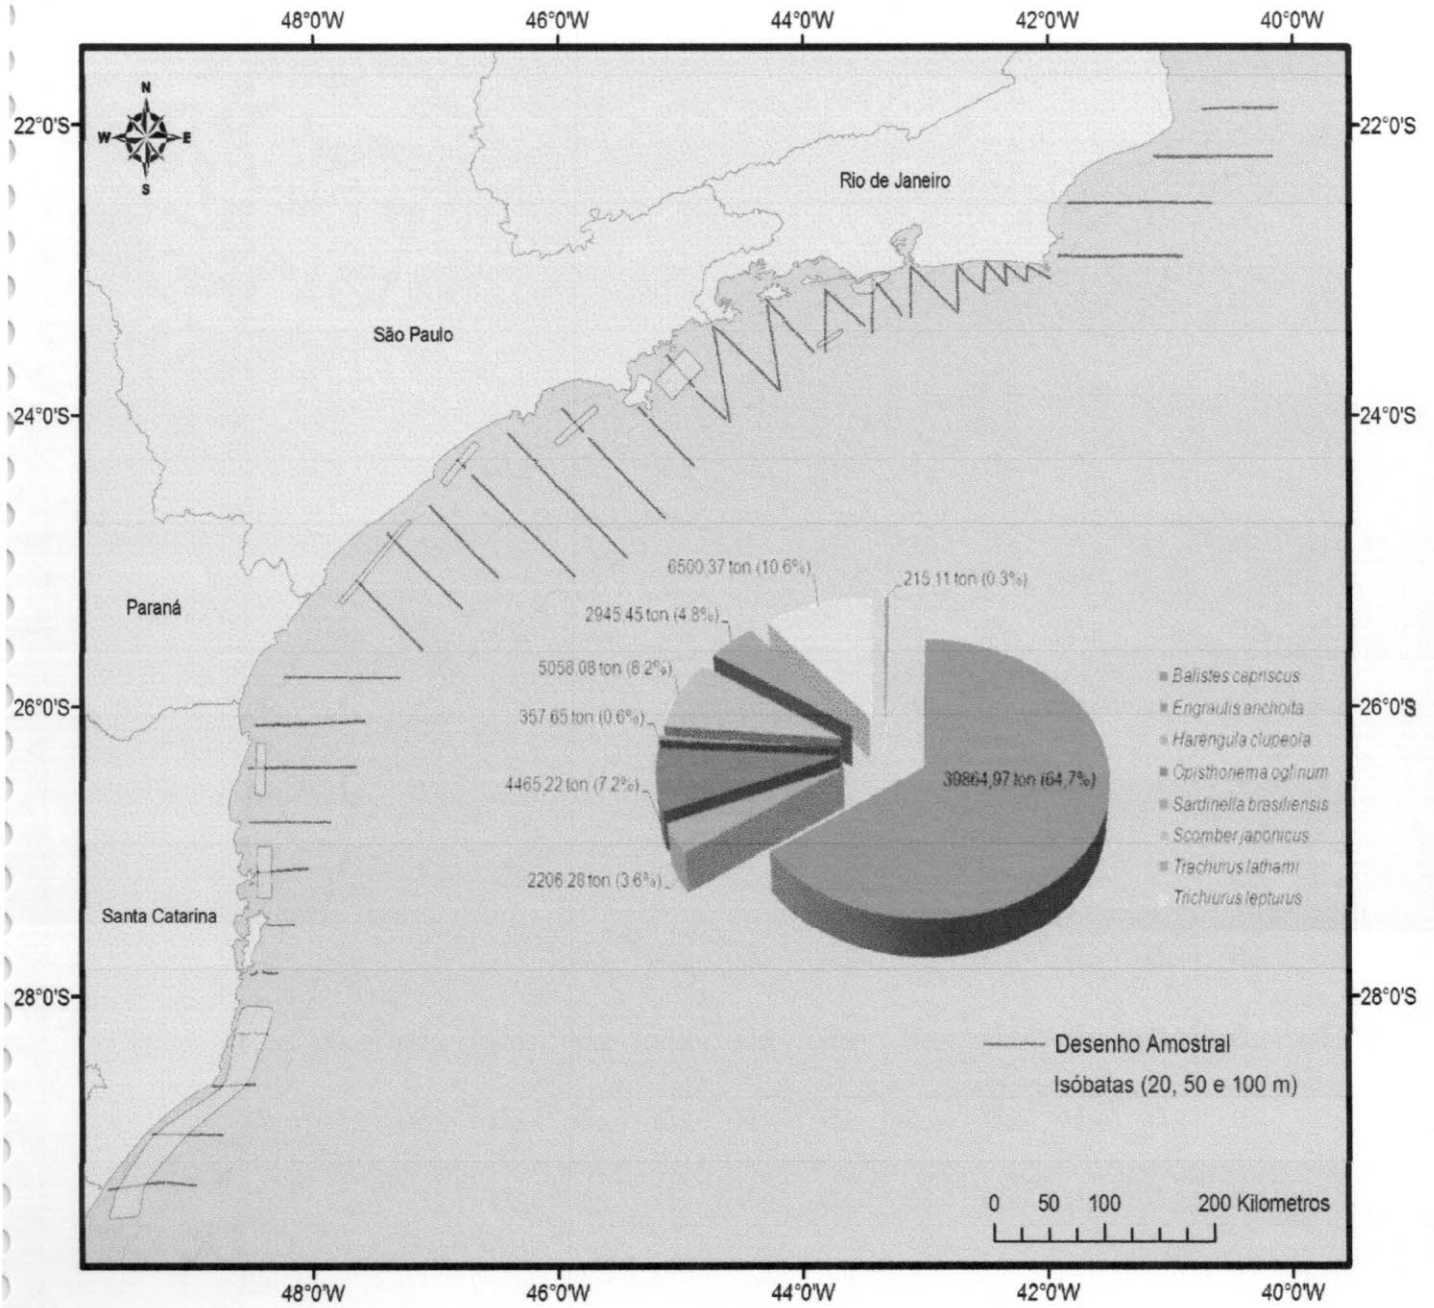 48°0'W 46°0'W 44°0'W 42°0'W 40°0'W
N
W E
S
22°0'S 22°0'S
Rio de Janeiro
São Paulo
24°0'S 24°0'S
6500.37 ton (10.6%)
215.11 ton (0.3%)
Paraná
2945.45 ton (4.8%)
5058.08 ton (8.2%)
Balistes capriscus
26°0'S 26°0'S
Engraulis anchoita
357.65 ton (0.6%)
Harengula clupeola
39864,97 ton (64,7%)
Opisthonema oglinum
4465.22 ton (7.2%)
Sardinella brasiliensis
Scomber japonicus
Trachurus lathami
2206.28 ton (3.6%)
Trichiurus lepturus
Santa Catarina
28°0'S 28°0'S
Desenho Amostral
Isóbatas (20, 50 e 100 m)
0 50 100 200 Kilometros
48°0'W 46°0'W 44°0'W 42°0'W 40°0'W